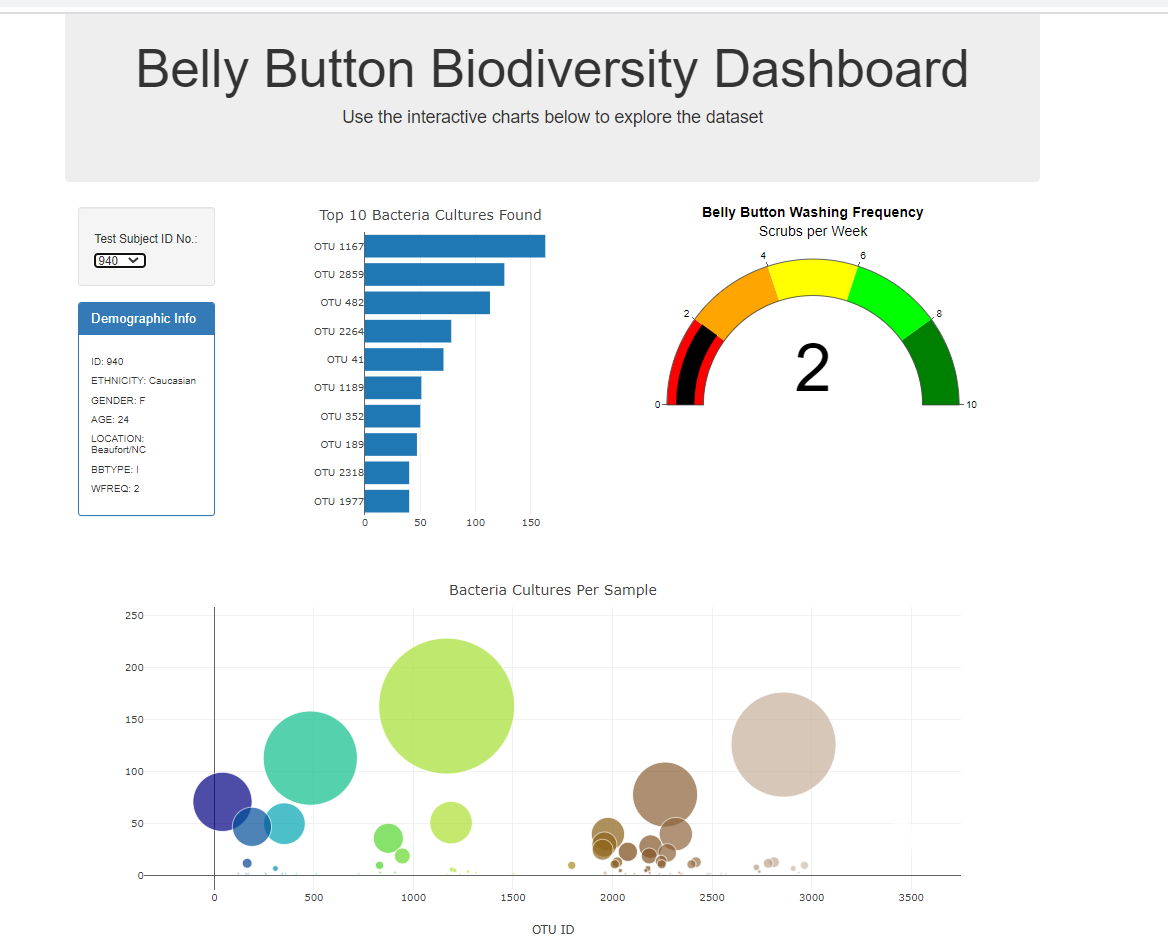 Belly Button Biodiversity Dashboard
Use the interactive charts below to explore the dataset
Test Subject ID No.:
940
Demographic Info
ID: 940
ETHNICITY: Caucasian
GENDER: F
AGE: 24
LOCATION:
Beaufort/NC
BBTYPE: I
WFREQ: 2
Top 10 Bacteria Cultures Found
OTU 1167
OTU 2859
OTU 482
OTU 2264
OTU 41
OTU 1189
OTU 352
OTU 189
OTU 2318
OTU 1977
0 50 100 150
Belly Button Washing Frequency
Scrubs per Week
0
2
4
6
8
10
2
Bacteria Cultures Per Sample
250
200
150
100
50
0
0 500 1000 1500 2000 2500 3000 3500
OTU ID